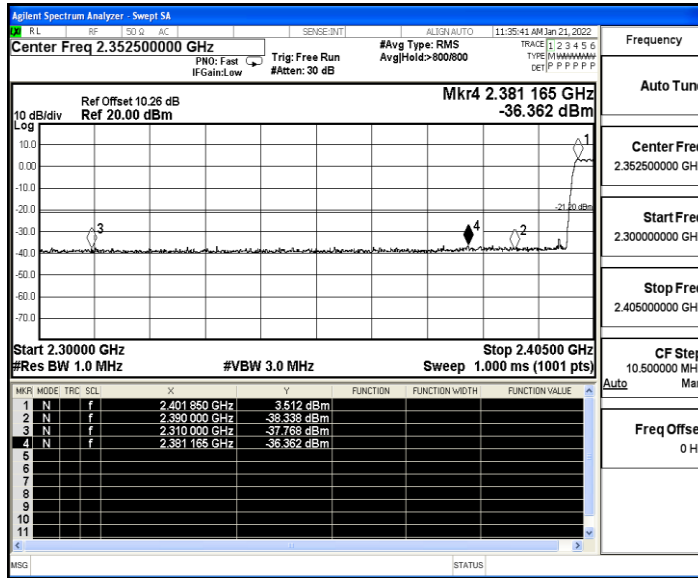 Agilent Spectrum Analyzer - Swept SA
RL RF 50 Ω AC SENSE:INT ALIGN AUTO 11:35:41 AM Jan 21, 2022
Center Freq 2.352500000 GHz
PNO: Fast
IFGain:Low
Trig: Free Run
#Atten: 30 dB
#Avg Type: RMS
Avg|Hold:>800/800
TRACE 1 2 3 4 5 6
TYPE M
DET P P P P P P
Frequency
Auto Tune
Center Freq
2.352500000 GH
Start Freq
2.300000000 GH
Stop Freq
2.405000000 GH
CF Step
10.500000 MH
Auto Man
Freq Offse
0 H
Mkr4 2.381 165 GHz
-36.362 dBm
Ref Offset 10.26 dB
10 dB/div Ref 20.00 dBm
Log
10.0
0.00
-10.0
-20.0
-30.0
-40.0
-50.0
-60.0
-70.0
1
-21.20 dBm
3
4
2
Start 2.30000 GHz Stop 2.40500 GHz
#Res BW 1.0 MHz #VBW 3.0 MHz Sweep 1.000 ms (1001 pts)
MKR MODE TRC SCL X Y FUNCTION FUNCTION WIDTH FUNCTION VALUE
1 N f 2.401 850 GHz 3.512 dBm
2 N f 2.390 000 GHz -38.338 dBm
3 N f 2.310 000 GHz -37.768 dBm
4 N f 2.381 165 GHz -36.362 dBm
5
6
7
8
9
10
11
MSG STATUS